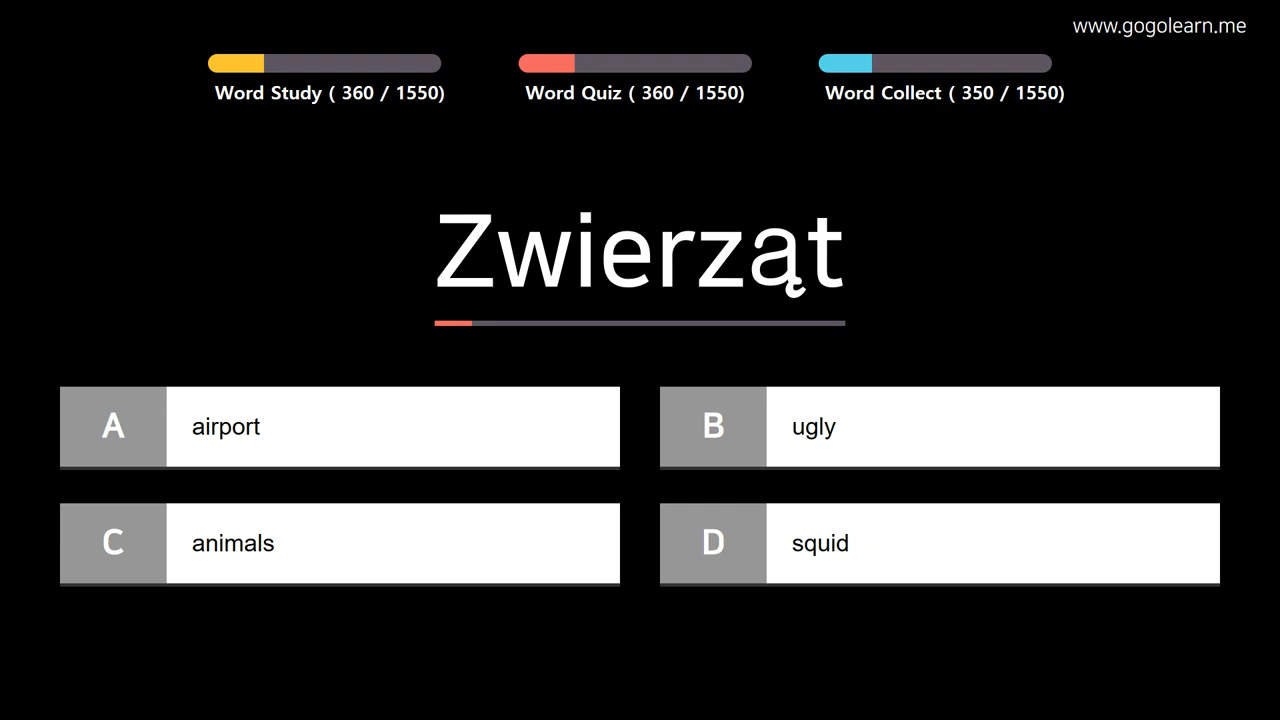 www.gogolearn.me
Word Study ( 360 / 1550)
Word Quiz ( 360 / 1550)
Word Collect ( 350 / 1550)
Zwierząt
A airport
B ugly
C animals
D squid